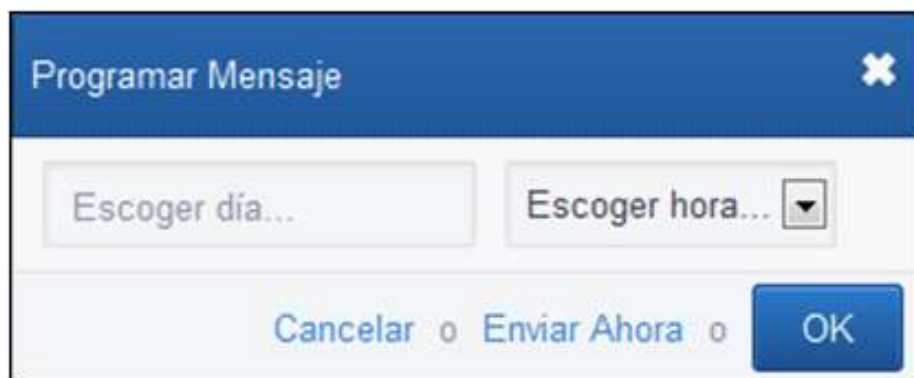 Programar Mensaje
Escoger día... Escoger hora...
Cancelar o Enviar Ahora o OK